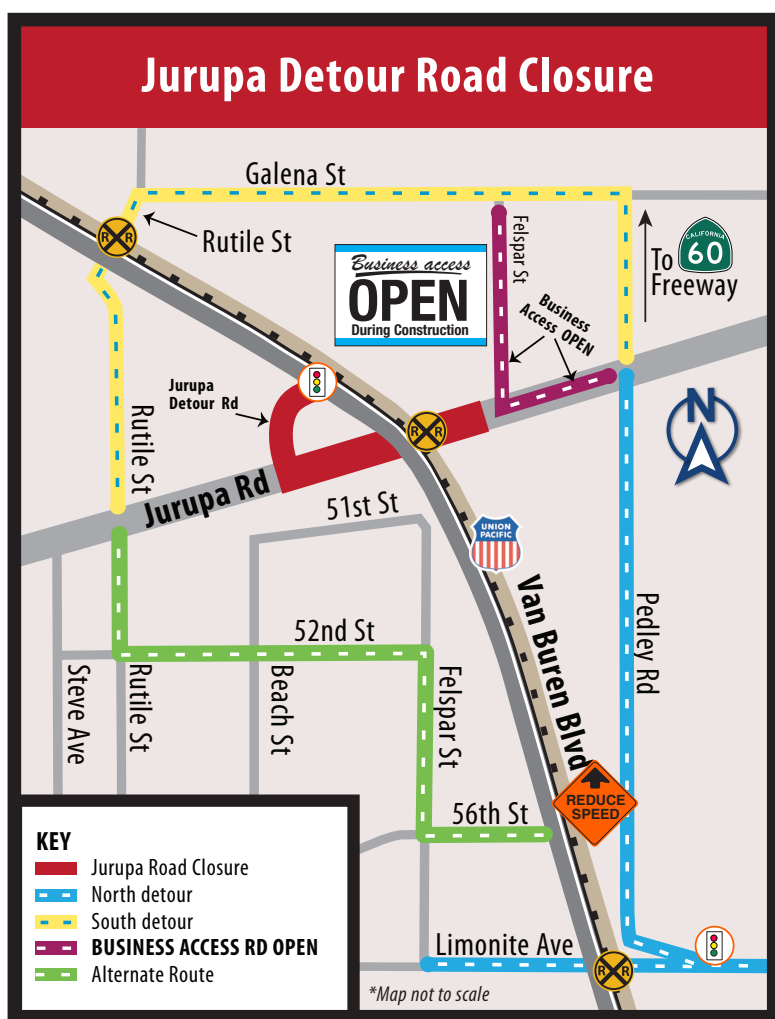 Jurupa Detour Road Closure
Galena St
Rutile St
Felspar St
CALIFORNIA
60
To
Freeway
Business access
OPEN
During Construction
Business
Access OPEN
R R
Jurupa
Detour Rd
N
Rutile St
R R
Jurupa Rd
51st St
UNION
PACIFIC
Van Buren Blvd
Pedley Rd
52nd St
Steve Ave
Rutile St
Beach St
Felspar St
REDUCE
SPEED
56th St
Limonite Ave
R R
*Map not to scale
KEY
Jurupa Road Closure
North detour
South detour
BUSINESS ACCESS RD OPEN
Alternate Route